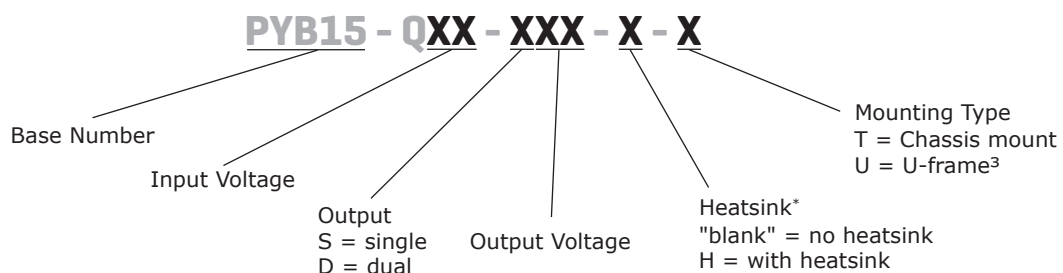 PYB15 - QXX - XXX - X - X
Base Number
Input Voltage
Output
S = single
D = dual
Output Voltage
Heatsink*
"blank" = no heatsink
H = with heatsink
Mounting Type
T = Chassis mount
U = U-frame³